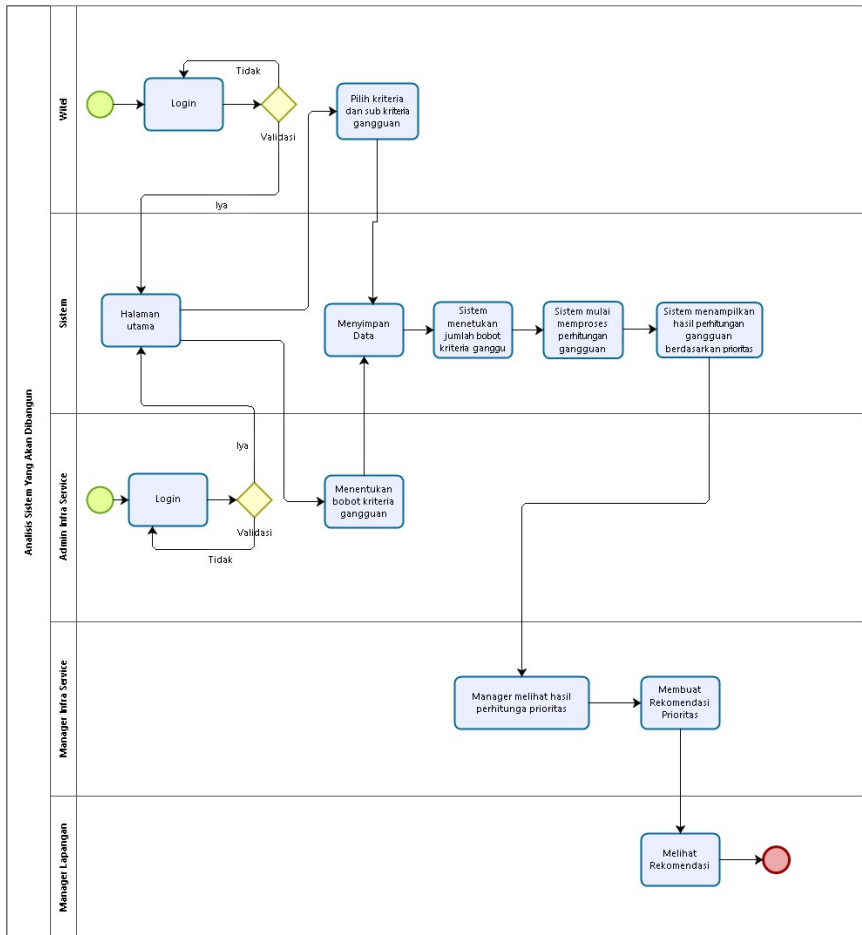 Analisis Sistem Yang Akan Dibangun
Witel
Tidak
Login
Validasi
Iya
Pilih kriteria
dan sub kriteria
gangguan
Sistem
Halaman
utama
Menyimpan
Data
Sistem
menetukan
jumlah bobot
kriteria ganggu
Sistem mulai
memproses
perhitungan
gangguan
Sistem menampilkan
hasil perhitungan
gangguan
berdasarkan prioritas
Admin Infra Service
Iya
Login
Validasi
Tidak
Menentukan
bobot kriteria
gangguan
Manager Infra Service
Manager melihat hasil
perhitunga prioritas
Membuat
Rekomendasi
Prioritas
Manager Lapangan
Melihat
Rekomendasi